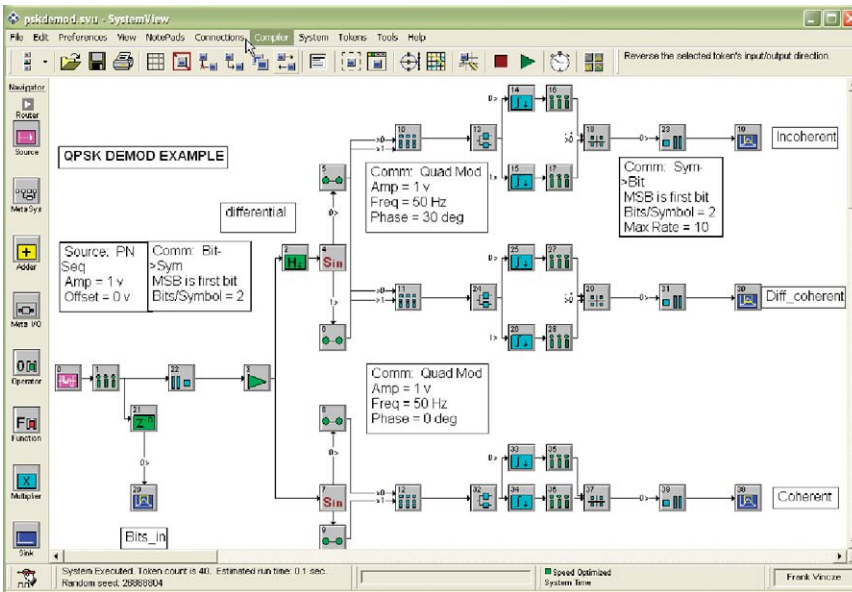 pskdemod.svu - SystemView
File Edit Preferences View NotePads Connections Compiler System Tokens Tools Help
Reverse the selected token's input/output direction.
Navigator
Router
Source
MetaSys
Adder
Meta I/O
Operator
Function
Multiplier
Sink
QPSK DEMOD EXAMPLE
differential
Source: PN
Seq
Amp = 1 v
Offset = 0 v
Comm: Bit-
>Sym
MSB is first bit
Bits/Symbol = 2
Comm: Quad Mod
Amp = 1 v
Freq = 50 Hz
Phase = 30 deg
Comm: Sym-
>Bit
MSB is first bit
Bits/Symbol = 2
Max Rate = 10
Incoherent
Diff_coherent
Comm: Quad Mod
Amp = 1 v
Freq = 50 Hz
Phase = 0 deg
Coherent
Bits_in
System Executed. Token count is 40. Estimated run time: 0.1 sec.
Random seed:
Speed Optimized
System Time
Frank Vincze